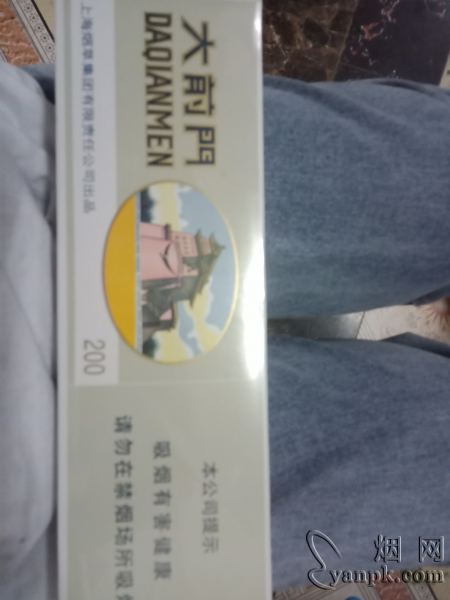 大前門
DAQIANMEN
上海烟草集团有限责任公司出品
200
本公司提示
吸烟有害健康
请勿在禁烟场所吸烟
烟网
yanpk.com